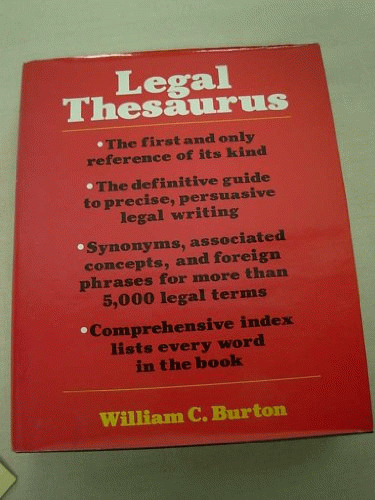 Legal
Thesaurus
•The first and only
reference of its kind
•The definitive guide
to precise, persuasive
legal writing
•Synonyms, associated
concepts, and foreign
phrases for more than
5,000 legal terms
•Comprehensive index
lists every word
in the book
William C. Burton